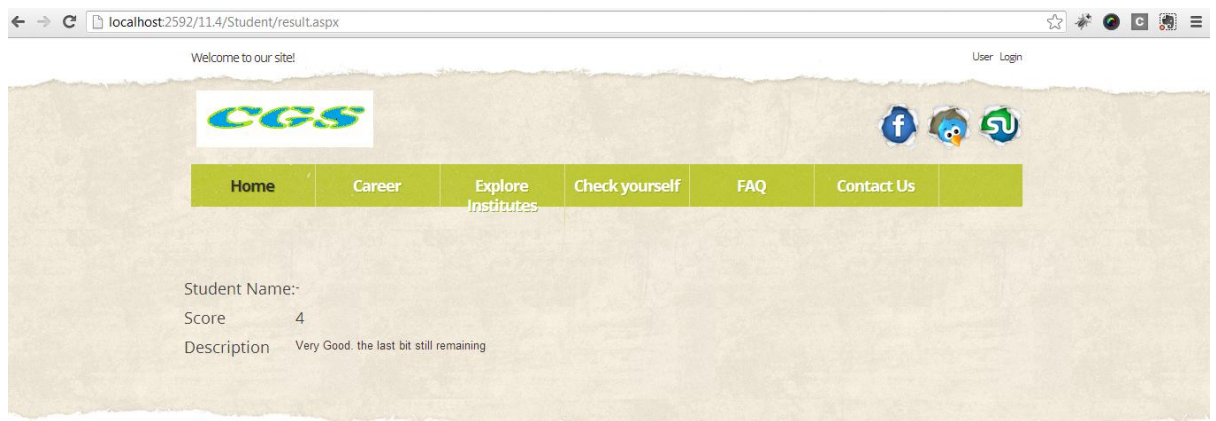 localhost:2592/11.4/Student/result.aspx
Welcome to our site!
User Login
CGS
Home Career Explore Institutes Check yourself FAQ Contact Us
Student Name:-
Score 4
Description Very Good. the last bit still remaining